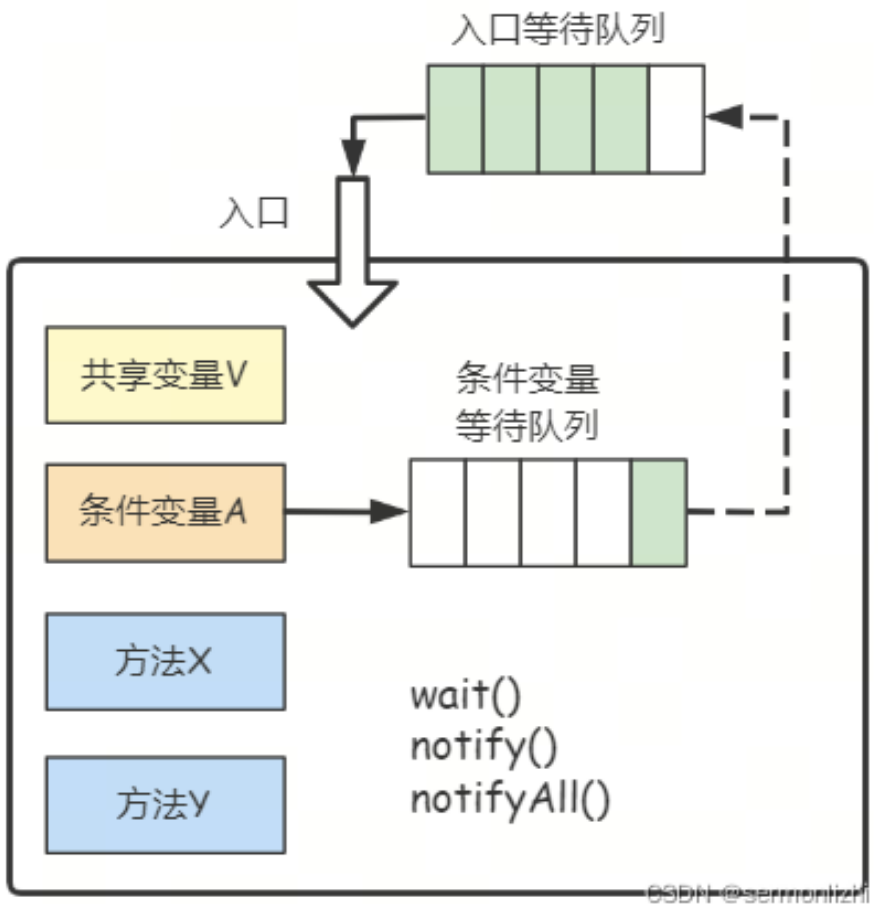 入口等待队列
入口
共享变量V
条件变量
等待队列
条件变量A
方法X
wait()
notify()
notifyAll()
方法Y
CSDN @sermonlizhi